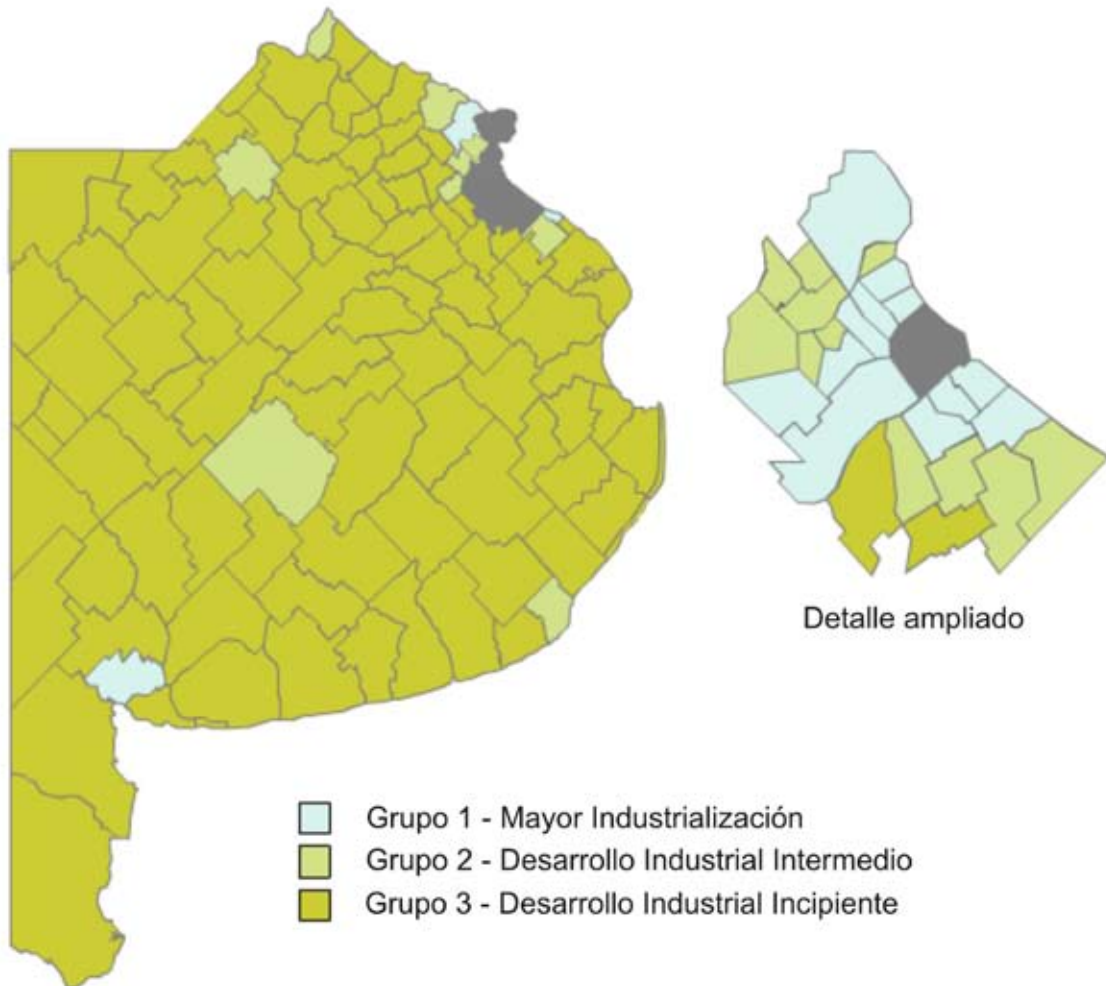 Detalle ampliado
Grupo 1 - Mayor Industrialización
Grupo 2 - Desarrollo Industrial Intermedio
Grupo 3 - Desarrollo Industrial Incipiente